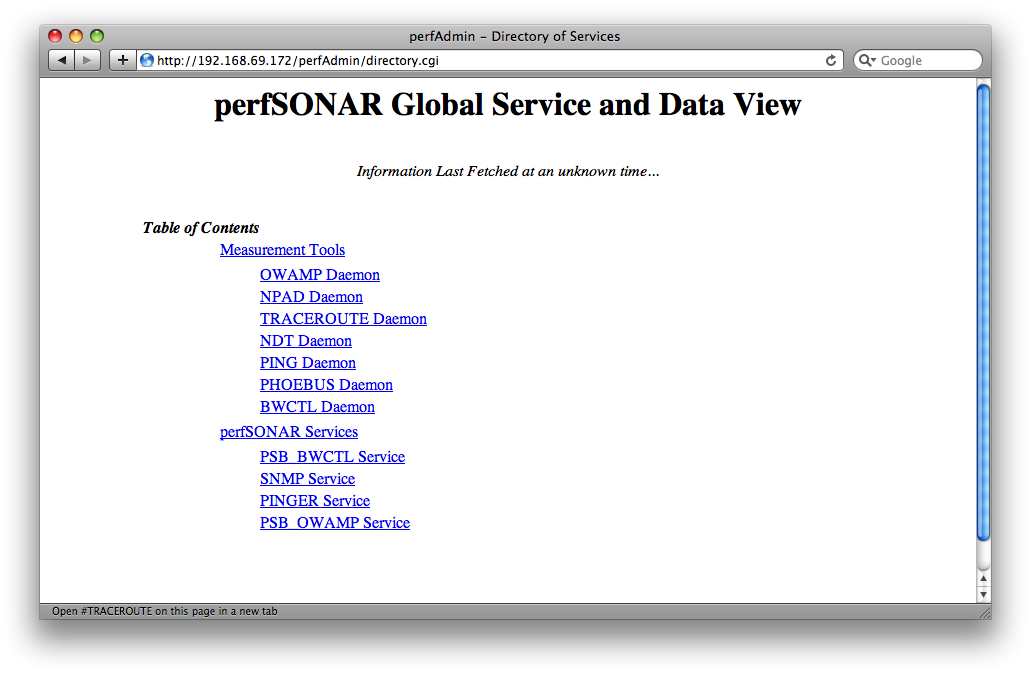 perfAdmin – Directory of Services
http://192.168.69.172/perfAdmin/directory.cgi
Google
perfSONAR Global Service and Data View
Information Last Fetched at an unknown time...
Table of Contents
Measurement Tools
OWAMP Daemon
NPAD Daemon
TRACEROUTE Daemon
NDT Daemon
PING Daemon
PHOEBUS Daemon
BWCTL Daemon
perfSONAR Services
PSB_BWCTL Service
SNMP Service
PINGER Service
PSB_OWAMP Service
Open #TRACEROUTE on this page in a new tab